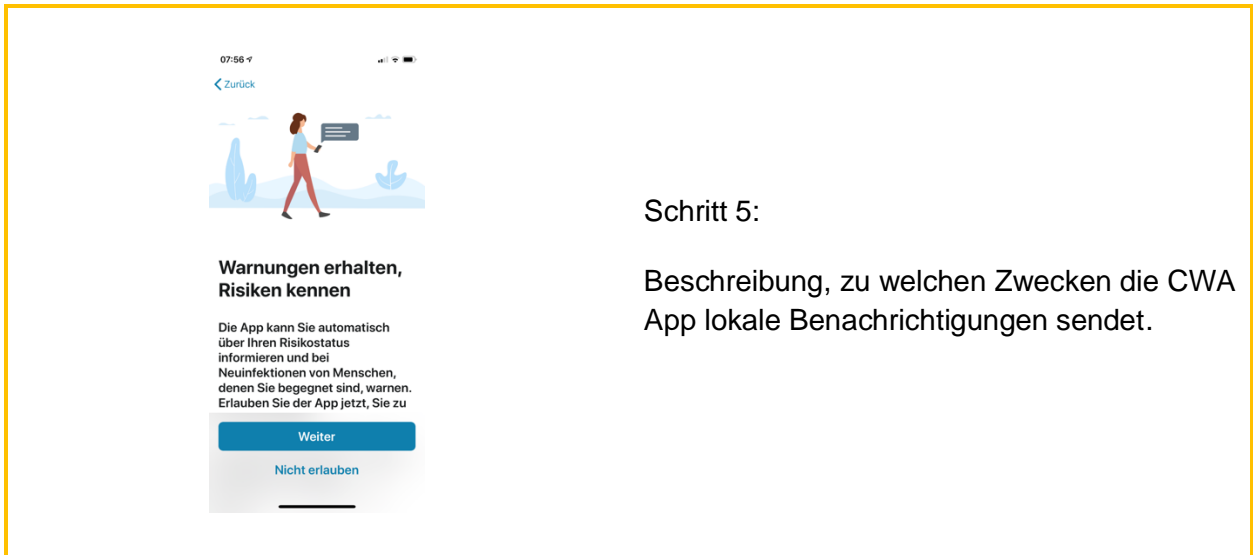 07:56
Zurück
Warnungen erhalten,
Risiken kennen
Die App kann Sie automatisch
über Ihren Risikostatus
informieren und bei
Neuinfektionen von Menschen,
denen Sie begegnet sind, warnen.
Erlauben Sie der App jetzt, Sie zu
Weiter
Nicht erlauben
Schritt 5:
Beschreibung, zu welchen Zwecken die CWA
App lokale Benachrichtigungen sendet.